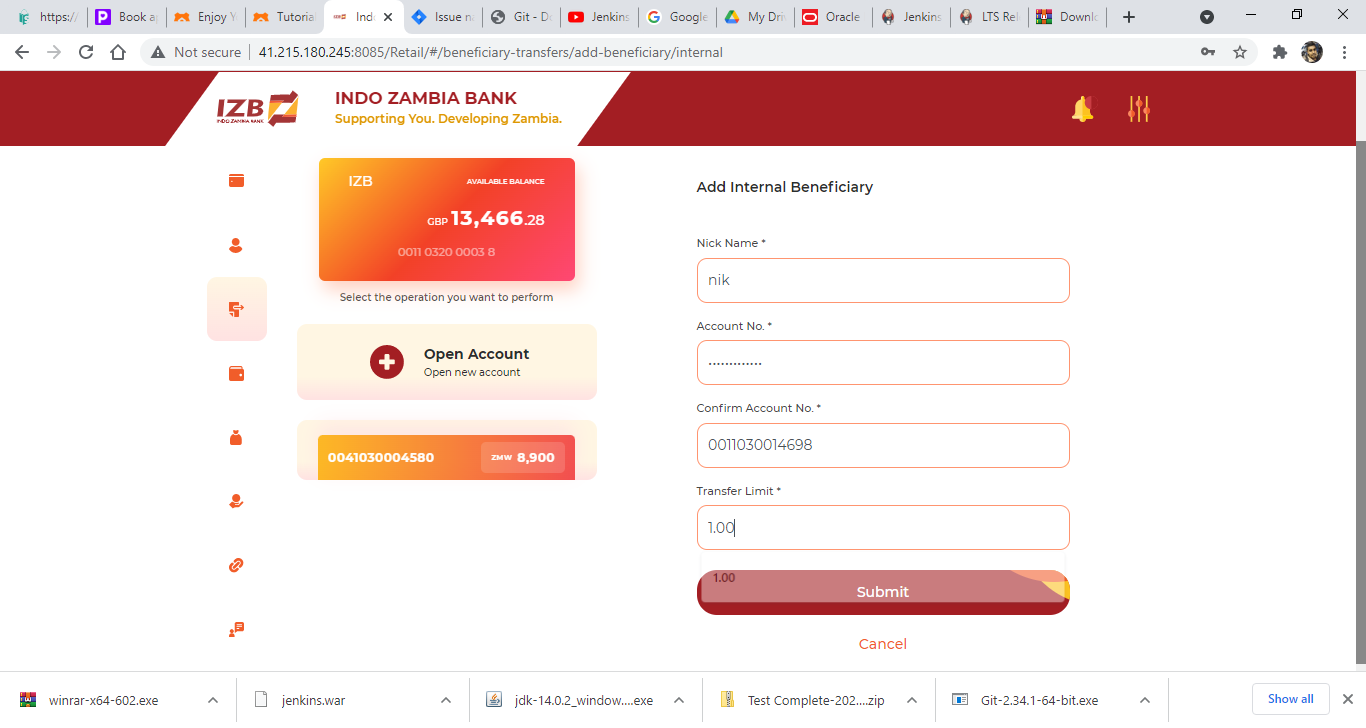 https:/
Book a
Enjoy Y
Tutoria
Ind
Issue n
Git - D
Jenkins
Google
My Dri
Oracle
Jenkins
LTS Rel
Downlo
Not secure
41.215.180.245:8085/Retail/#/beneficiary-transfers/add-beneficiary/internal
IZB
INDO ZAMBIA BANK
INDO ZAMBIA BANK
Supporting You. Developing Zambia.
IZB
AVAILABLE BALANCE
GBP 13,466.28
0011 0320 0003 8
Select the operation you want to perform
Open Account
Open new account
0041030004580
ZMW 8,900
Add Internal Beneficiary
Nick Name *
nik
Account No. *
·············
Confirm Account No. *
0011030014698
Transfer Limit *
1.00
1.00
Submit
Cancel
winrar-x64-602.exe
jenkins.war
jdk-14.0.2_window....exe
Test Complete-202....zip
Git-2.34.1-64-bit.exe
Show all